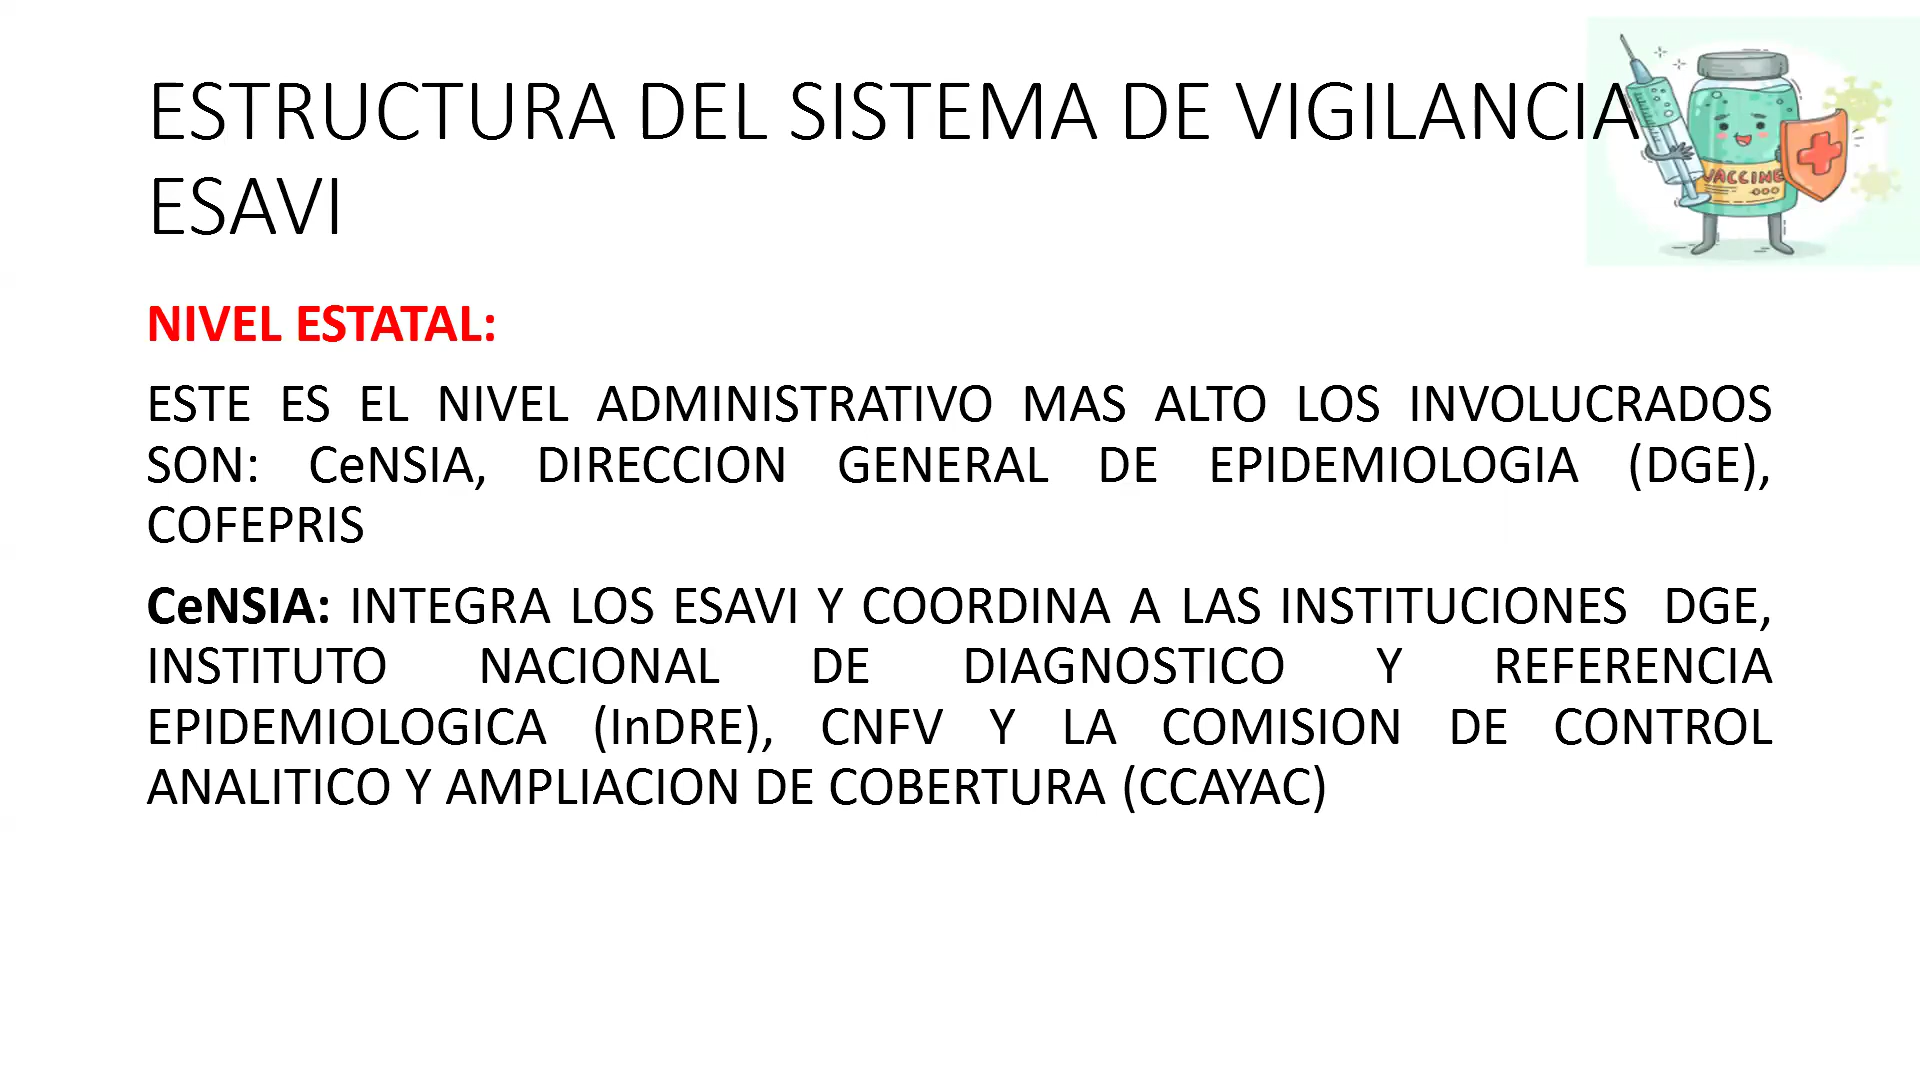 ESTRUCTURA DEL SISTEMA DE VIGILANCIA
ESAVI
VACCINE
NIVEL ESTATAL:
ESTE ES EL NIVEL ADMINISTRATIVO MAS ALTO LOS INVOLUCRADOS
SON: CeNSIA, DIRECCION GENERAL DE EPIDEMIOLOGIA (DGE),
COFEPRIS
CeNSIA: INTEGRA LOS ESAVI Y COORDINA A LAS INSTITUCIONES DGE,
INSTITUTO NACIONAL DE DIAGNOSTICO Y REFERENCIA
EPIDEMIOLOGICA (InDRE), CNFV Y LA COMISION DE CONTROL
ANALITICO Y AMPLIACION DE COBERTURA (CCAYAC)